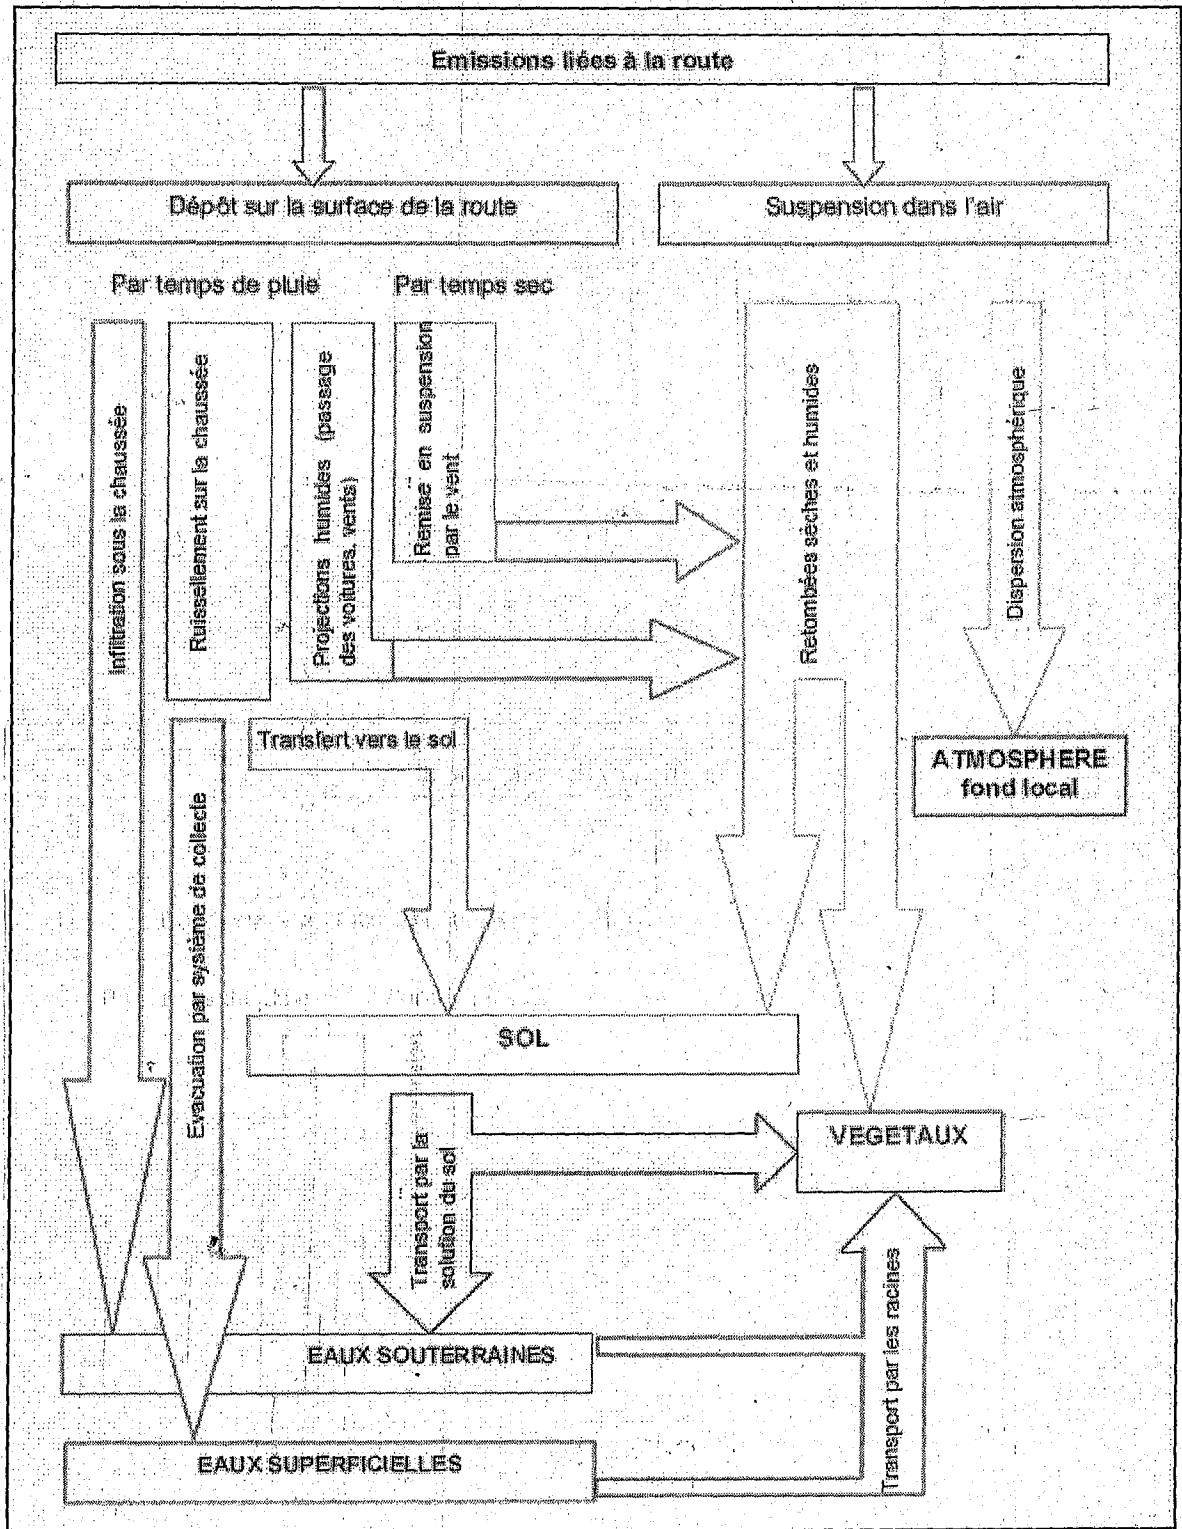 Emissions liées à la route
Dépôt sur la surface de la route
Suspension dans l'air
Par temps de pluie
Par temps sec
Infiltration sous la chaussée
Ruissellement sur la chaussée
Projections humides (passage
des voitures, vents)
Remise en suspension
par le vent
Retombées sèches et humides
Dispersion atmosphérique
Transfert vers le sol
ATMOSPHERE
fond local
Evacuation par système de collecte
SOL
VEGETAUX
Transport par la
solution du sol
Transport par les racines
EAUX SOUTERRAINES
EAUX SUPERFICIELLES